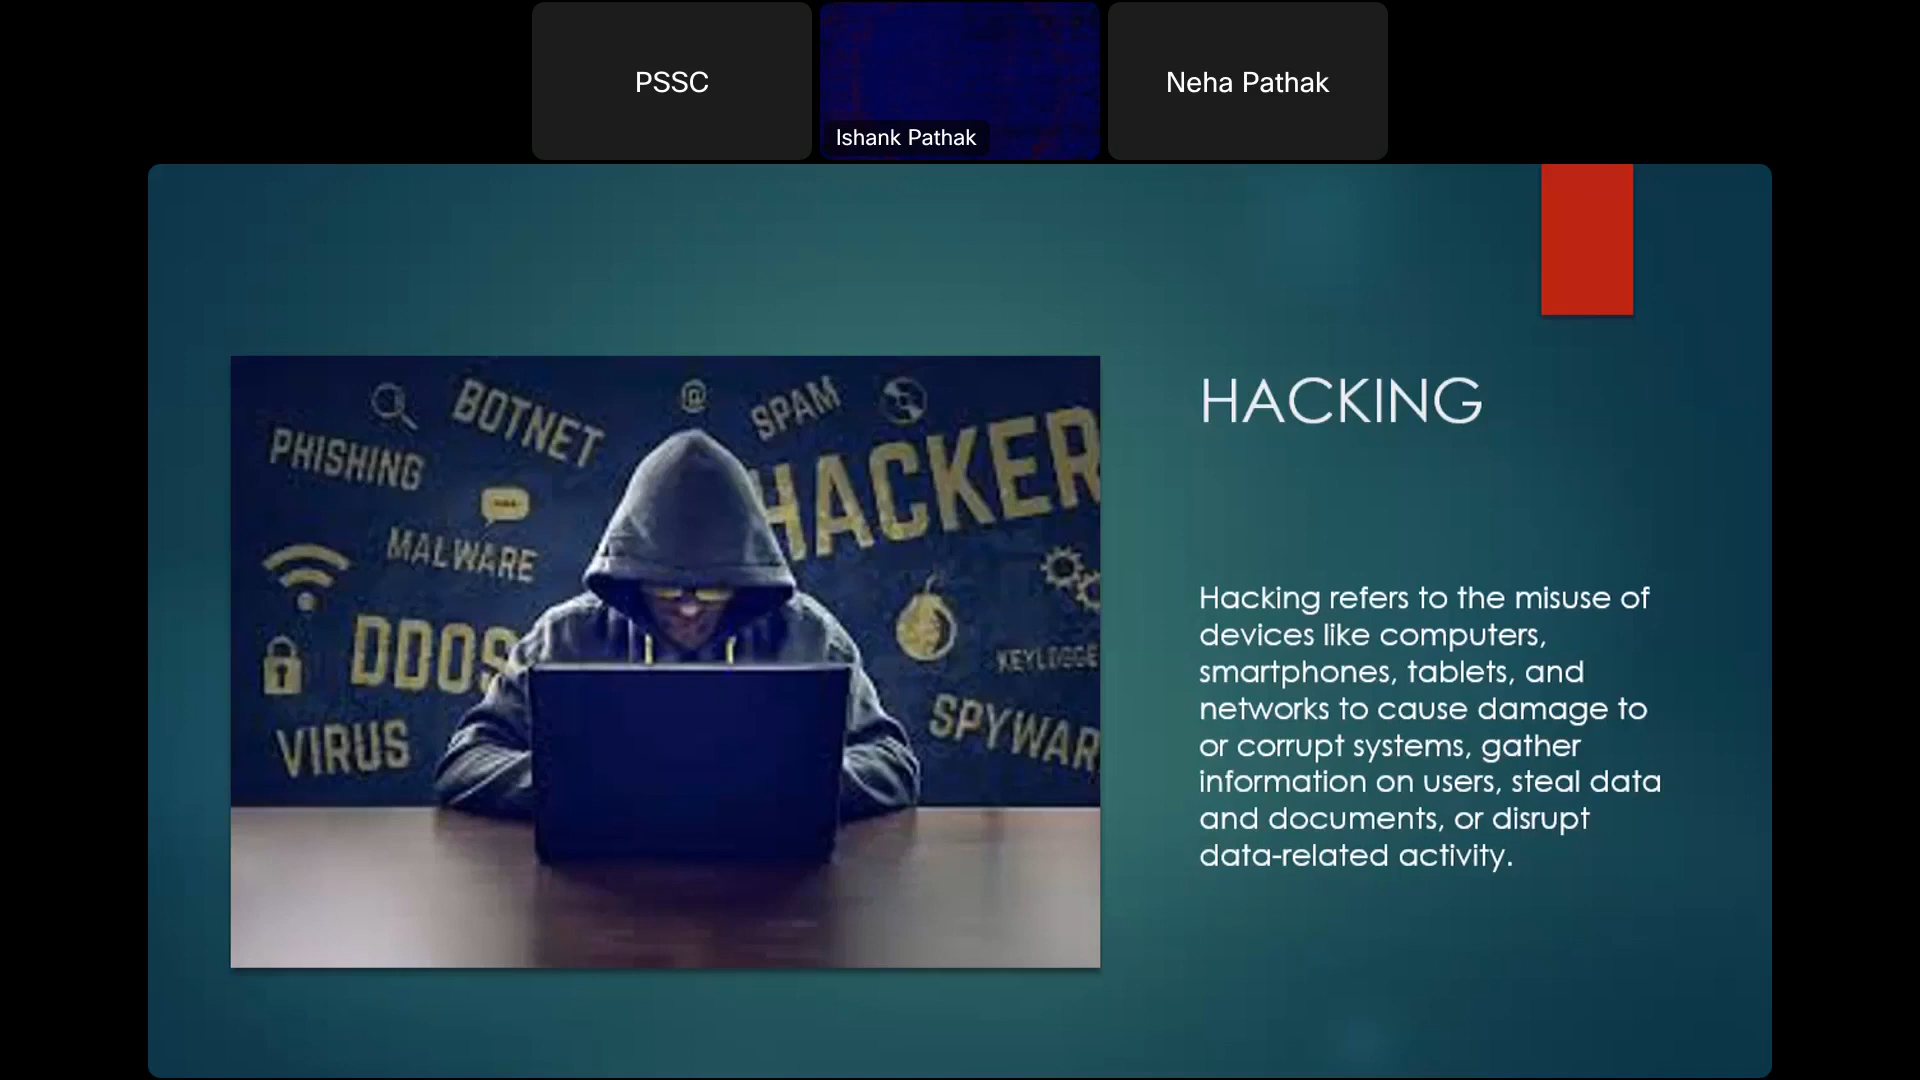 PSSC
Ishank Pathak
Neha Pathak
BOTNET
@
SPAM
PHISHING
HACKER
MALWARE
DDOS
KEYLOGGE
VIRUS
SPYWAR
HACKING
Hacking refers to the misuse of
devices like computers,
smartphones, tablets, and
networks to cause damage to
or corrupt systems, gather
information on users, steal data
and documents, or disrupt
data-related activity.